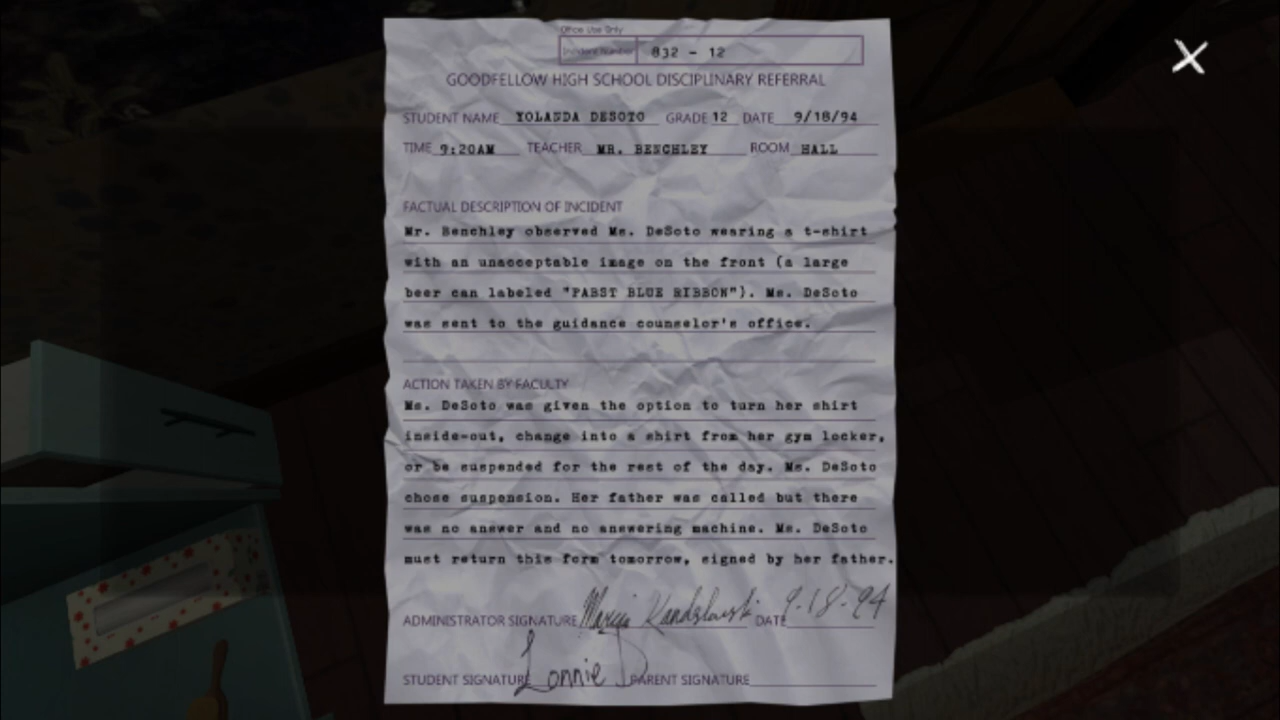 Office Use Only
Incident Number 832 - 12
GOODFELLOW HIGH SCHOOL DISCIPLINARY REFERRAL
STUDENT NAME YOLANDA DESOTO GRADE 12 DATE 9/18/94
TIME 9:20AM TEACHER MR. BENCHLEY ROOM HALL
FACTUAL DESCRIPTION OF INCIDENT
Mr. Benchley observed Ms. DeSoto wearing a t-shirt
with an unacceptable image on the front (a large
beer can labeled "PABST BLUE RIBBON"). Ms. DeSoto
was sent to the guidance counselor's office.
ACTION TAKEN BY FACULTY
Ms. DeSoto was given the option to turn her shirt
inside-out, change into a shirt from her gym locker,
or be suspended for the rest of the day. Ms. DeSoto
chose suspension. Her father was called but there
was no answer and no answering machine. Ms. DeSoto
must return this form tomorrow, signed by her father.
ADMINISTRATOR SIGNATURE DATE 9-18-94
STUDENT SIGNATURE Lonnie D PARENT SIGNATURE